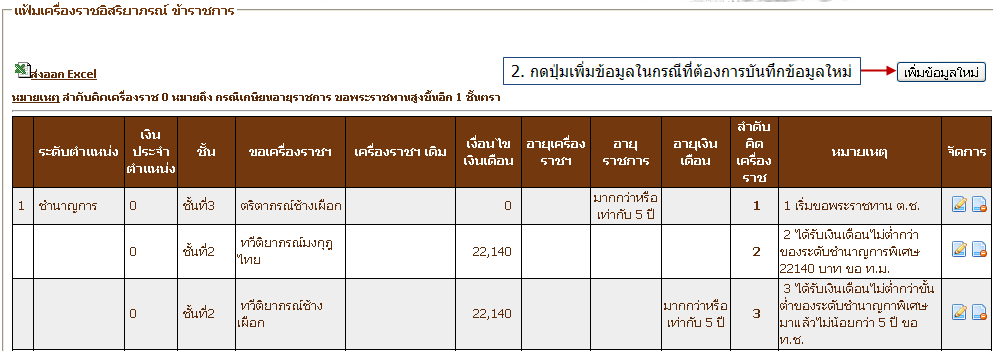 แฟ้มเครื่องราชอิสริยาภรณ์ ข้าราชการ
ส่งออก Excel
2. กดปุ่มเพิ่มข้อมูลในกรณีที่ต้องการบันทึกข้อมูลใหม่
เพิ่มข้อมูลใหม่
หมายเหตุ ลำดับคิดเครื่องราช 0 หมายถึง กรณีเกษียนอายุราชการ ขอพระราชทานสูงขึ้นอีก 1 ชั้นตรา
ระดับตำแหน่ง
เงิน
ประจำ
ตำแหน่ง
ชั้น
ขอเครื่องราชฯ
เครื่องราชฯ เดิม
เงื่อนไข
เงินเดือน
อายุเครื่อง
ราชฯ
อายุ
ราชการ
อายุเงิน
เดือน
ลำดับ
คิด
เครื่อง
ราช
หมายเหตุ
จัดการ
1 ชำนาญการ 0 ชั้นที่3 ตริตาภรณ์ช้างเผือก 0
มากกว่าหรือ
เท่ากับ 5 ปี
1
1 เริ่มขอพระราชทาน ต.ช.
0 ชั้นที่2
ทวีติยาภรณ์มงกุฎ
ไทย
22,140
2
2 ได้รับเงินเดือนไม่ต่ำกว่า
ของระดับชำนาญการพิเศษ
22140 บาท ขอ ท.ม.
0 ชั้นที่2
ทวีติยาภรณ์ช้าง
เผือก
22,140
มากกว่าหรือ
เท่ากับ 5 ปี
3
3 ได้รับเงินเดือนไม่ต่ำกว่าขั้น
ต่ำของระดับชำนาญกาพิเศษ
มาแล้วไม่น้อยกว่า 5 ปี ขอ
ท.ช.